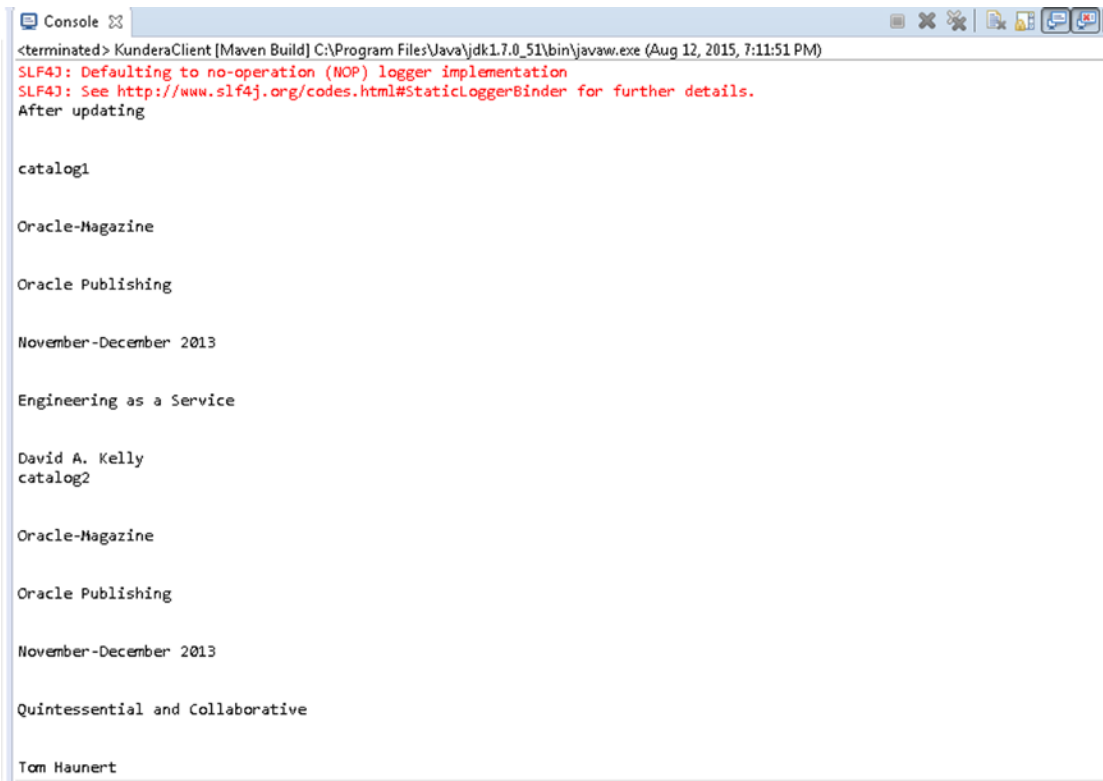 Console
<terminated> KunderaClient [Maven Build] C:\Program Files\Java\jdk1.7.0_51\bin\javaw.exe (Aug 12, 2015, 7:11:51 PM)
SLF4J: Defaulting to no-operation (NOP) logger implementation
SLF4J: See http://www.slf4j.org/codes.html#StaticLoggerBinder for further details.
After updating
catalog1
Oracle-Magazine
Oracle Publishing
November-December 2013
Engineering as a Service
David A. Kelly
catalog2
Oracle-Magazine
Oracle Publishing
November-December 2013
Quintessential and Collaborative
Tom Haunert